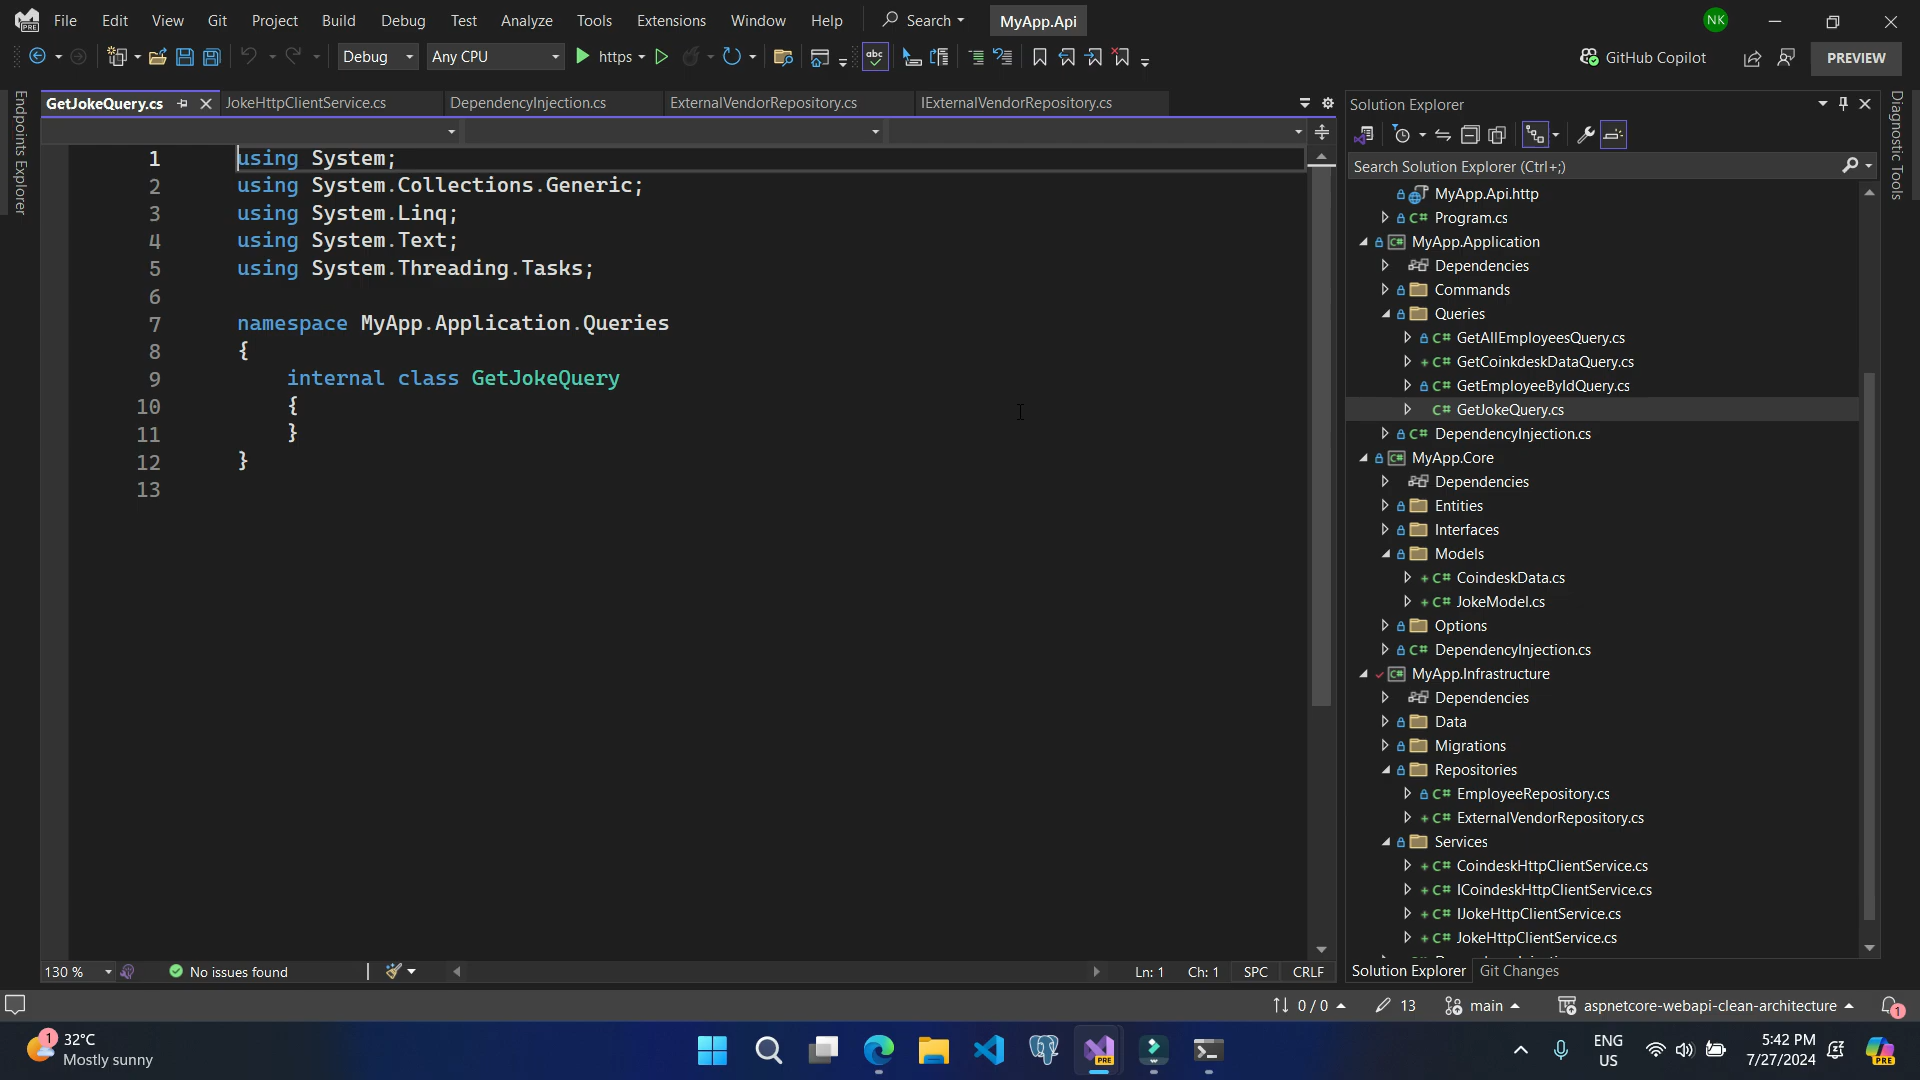 File Edit View Git Project Build Debug Test Analyze Tools Extensions Window Help Search MyApp.Api NK
Debug Any CPU https GitHub Copilot PREVIEW
GetJokeQuery.cs JokeHttpClientService.cs DependencyInjection.cs ExternalVendorRepository.cs IExternalVendorRepository.cs
Endpoints Explorer
1 using System;
2 using System.Collections.Generic;
3 using System.Linq;
4 using System.Text;
5 using System.Threading.Tasks;
6
7 namespace MyApp.Application.Queries
8 {
9 internal class GetJokeQuery
10 {
11 }
12 }
13
130 % No issues found Ln: 1 Ch: 1 SPC CRLF
Solution Explorer
Search Solution Explorer (Ctrl+;)
MyApp.Api.http
C# Program.cs
C# MyApp.Application
Dependencies
Commands
Queries
C# GetAllEmployeesQuery.cs
+ C# GetCoinkdeskDataQuery.cs
C# GetEmployeeByIdQuery.cs
C# GetJokeQuery.cs
C# DependencyInjection.cs
C# MyApp.Core
Dependencies
Entities
Interfaces
Models
+ C# CoindeskData.cs
+ C# JokeModel.cs
Options
C# DependencyInjection.cs
C# MyApp.Infrastructure
Dependencies
Data
Migrations
Repositories
C# EmployeeRepository.cs
+ C# ExternalVendorRepository.cs
Services
+ C# CoindeskHttpClientService.cs
+ C# ICoindeskHttpClientService.cs
+ C# IJokeHttpClientService.cs
+ C# JokeHttpClientService.cs
Solution Explorer Git Changes
Diagnostic Tools
0 / 0 13 main aspnetcore-webapi-clean-architecture 1
1 32°C
Mostly sunny
PRE
ENG
US
5:42 PM
7/27/2024
PRE